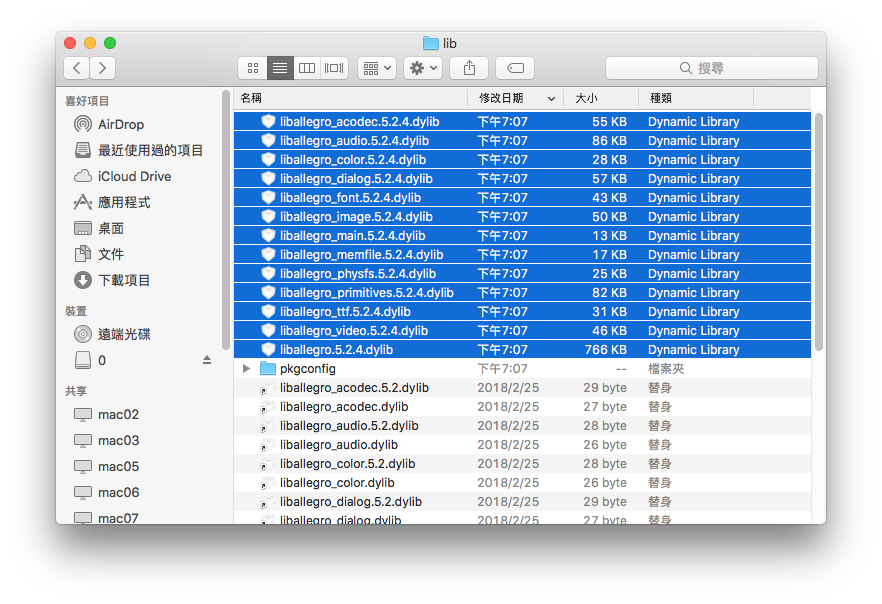 lib
搜尋
喜好項目
AirDrop
最近使用過的項目
iCloud Drive
應用程式
桌面
文件
下載項目
裝置
遠端光碟
0
共享
mac02
mac03
mac05
mac06
mac07
名稱 修改日期 大小 種類
liballegro_acodec.5.2.4.dylib 下午7:07 55 KB Dynamic Library
liballegro_audio.5.2.4.dylib 下午7:07 86 KB Dynamic Library
liballegro_color.5.2.4.dylib 下午7:07 28 KB Dynamic Library
liballegro_dialog.5.2.4.dylib 下午7:07 57 KB Dynamic Library
liballegro_font.5.2.4.dylib 下午7:07 43 KB Dynamic Library
liballegro_image.5.2.4.dylib 下午7:07 50 KB Dynamic Library
liballegro_main.5.2.4.dylib 下午7:07 13 KB Dynamic Library
liballegro_memfile.5.2.4.dylib 下午7:07 17 KB Dynamic Library
liballegro_physfs.5.2.4.dylib 下午7:07 25 KB Dynamic Library
liballegro_primitives.5.2.4.dylib 下午7:07 82 KB Dynamic Library
liballegro_ttf.5.2.4.dylib 下午7:07 31 KB Dynamic Library
liballegro_video.5.2.4.dylib 下午7:07 46 KB Dynamic Library
liballegro.5.2.4.dylib 下午7:07 766 KB Dynamic Library
pkgconfig 下午7:07 -- 檔案夾
liballegro_acodec.5.2.dylib 2018/2/25 29 byte 替身
liballegro_acodec.dylib 2018/2/25 27 byte 替身
liballegro_audio.5.2.dylib 2018/2/25 28 byte 替身
liballegro_audio.dylib 2018/2/25 26 byte 替身
liballegro_color.5.2.dylib 2018/2/25 28 byte 替身
liballegro_color.dylib 2018/2/25 26 byte 替身
liballegro_dialog.5.2.dylib 2018/2/25 29 byte 替身
liballegro_dialog.dylib 2018/2/25 27 byte 替身